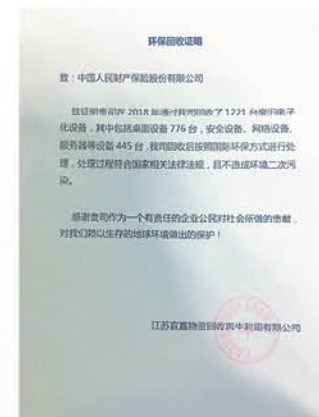 环保回收证明
致：中国人民财产保险股份有限公司
兹证明贵司在 2018 年通过我司回收了 1221 台废旧电子
化设备，其中包括桌面设备 776 台，安全设备、网络设备、
服务器等设备 445 台，我司回收后按照国际环保方式进行处
理，处理过程符合国家相关法律法规，且不造成环境二次污
染。
感谢贵司作为一个有责任的企业公民对社会所做的贡献，
对我们赖以生存的地球环境做出的保护！
江苏宜嘉物资回收再生利用有限公司